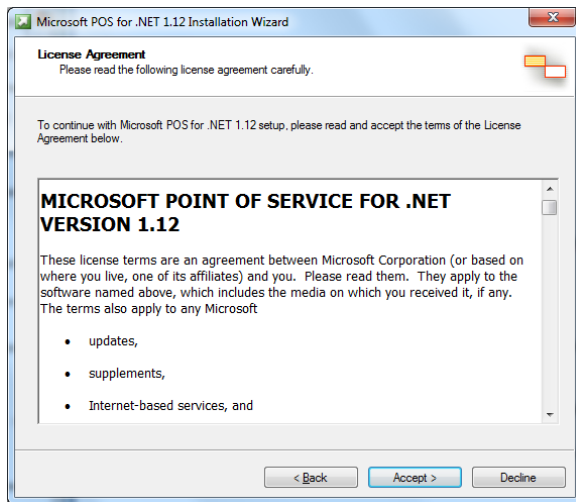 Microsoft POS for .NET 1.12 Installation Wizard
License Agreement
Please read the following license agreement carefully.
To continue with Microsoft POS for .NET 1.12 setup, please read and accept the terms of the License
Agreement below.
MICROSOFT POINT OF SERVICE FOR .NET
VERSION 1.12
These license terms are an agreement between Microsoft Corporation (or based on
where you live, one of its affiliates) and you.  Please read them.  They apply to the
software named above, which includes the media on which you received it, if any.
The terms also apply to any Microsoft
• updates,
• supplements,
• Internet-based services, and
< Back
Accept >
Decline